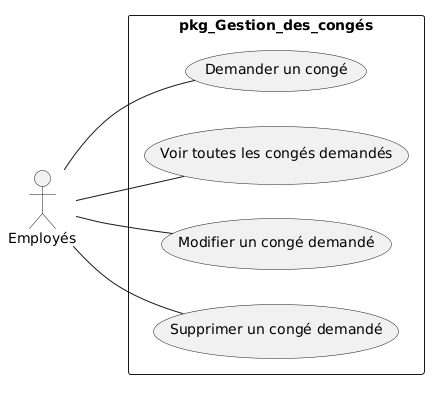 pkg_Gestion_des_congés
Demander un congé
Voir toutes les congés demandés
Employés
Modifier un congé demandé
Supprimer un congé demandé